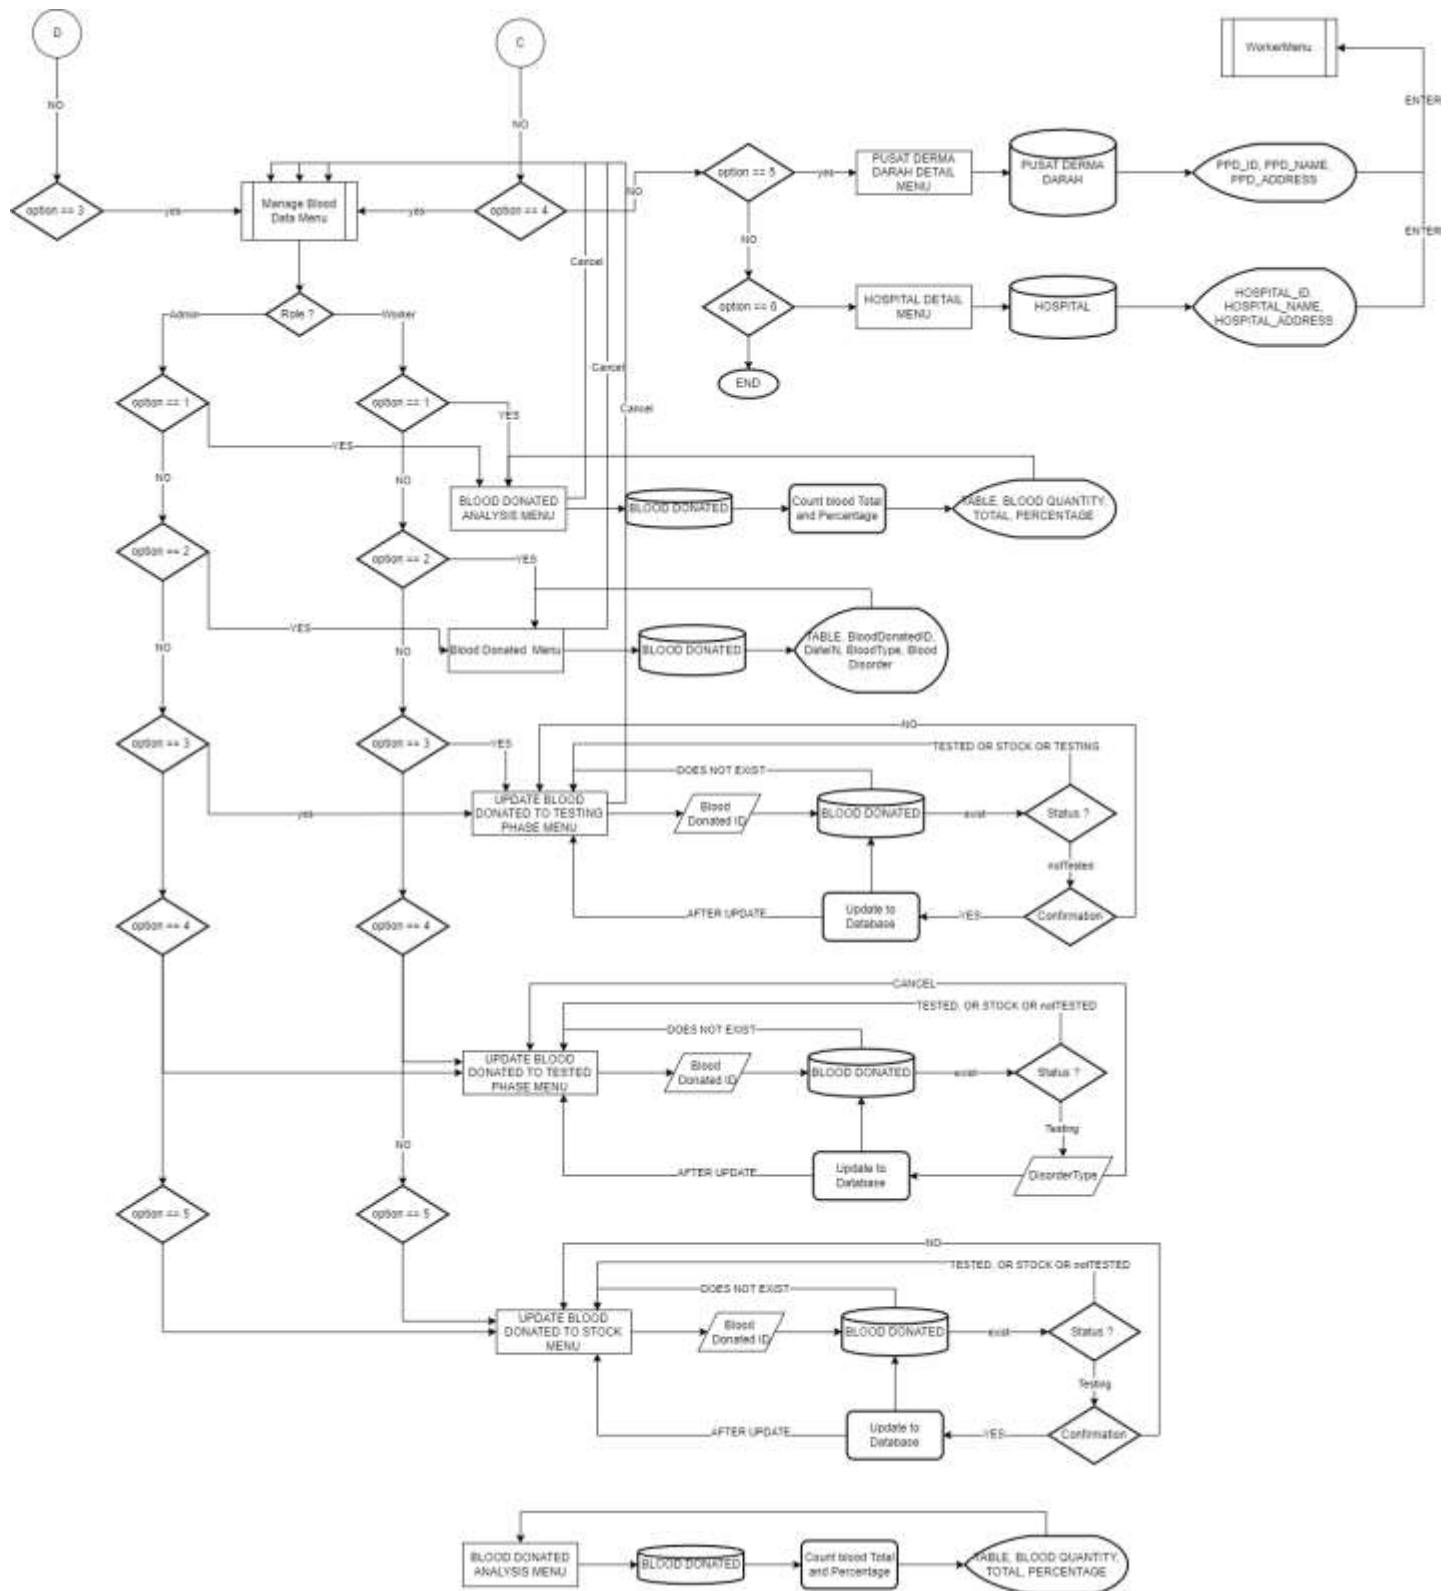 D
C
WorkerMenu
NO
NO
ENTER
option == 3
yes
Manage Blood
Data Menu
yes
option == 4
NO
option == 5
yes
PUSAT DERMA
DARAH DETAIL
MENU
PUSAT DERMA
DARAH
PPD_ID, PPD_NAME,
PPD_ADDRESS
ENTER
NO
Cancel
Admin
Role ?
Worker
option == 6
HOSPITAL DETAIL
MENU
HOSPITAL
HOSPITAL_ID,
HOSPITAL_NAME,
HOSPITAL_ADDRESS
END
Cancel
Cancel
option == 1
option == 1
YES
YES
NO
NO
BLOOD DONATED
ANALYSIS MENU
BLOOD DONATED
Count blood Total
and Percentage
TABLE, BLOOD QUANTITY,
TOTAL, PERCENTAGE
option == 2
option == 2
YES
YES
NO
NO
Blood Donated Menu
BLOOD DONATED
TABLE, BloodDonatedID,
DateIN, BloodType, Blood
Disorder
option == 3
option == 3
YES
NO
TESTED OR STOCK OR TESTING
DOES NOT EXIST
yes
UPDATE BLOOD
DONATED TO TESTING
PHASE MENU
Blood
Donated ID
BLOOD DONATED
exist
Status ?
notTested
option == 4
option == 4
AFTER UPDATE
Update to
Database
YES
Confirmation
CANCEL
TESTED, OR STOCK OR notTESTED
DOES NOT EXIST
UPDATE BLOOD
DONATED TO TESTED
PHASE MENU
Blood
Donated ID
BLOOD DONATED
exist
Status ?
Testing
NO
AFTER UPDATE
Update to
Database
DisorderType
option == 5
option == 5
NO
TESTED, OR STOCK OR notTESTED
DOES NOT EXIST
UPDATE BLOOD
DONATED TO STOCK
MENU
Blood
Donated ID
BLOOD DONATED
exist
Status ?
Testing
AFTER UPDATE
Update to
Database
YES
Confirmation
BLOOD DONATED
ANALYSIS MENU
BLOOD DONATED
Count blood Total
and Percentage
TABLE, BLOOD QUANTITY,
TOTAL, PERCENTAGE